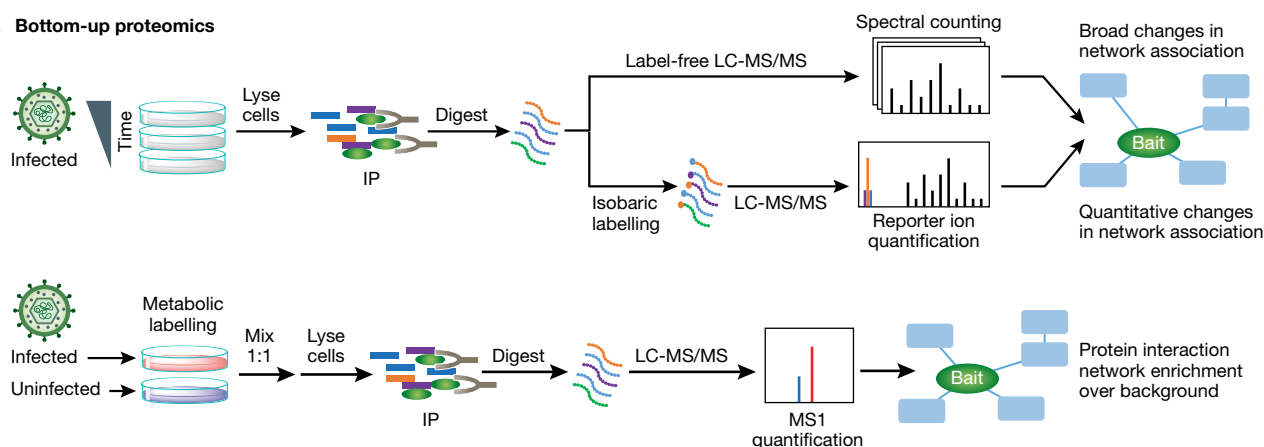 Bottom-up proteomics
Infected
Time
Lyse
cells
IP
Digest
Label-free LC-MS/MS
Spectral counting
Isobaric
labelling
LC-MS/MS
Reporter ion
quantification
Broad changes in
network association
Bait
Quantitative changes
in network association
Infected
Uninfected
Metabolic
labelling
Mix
1:1
Lyse
cells
IP
Digest
LC-MS/MS
MS1
quantification
Bait
Protein interaction
network enrichment
over background